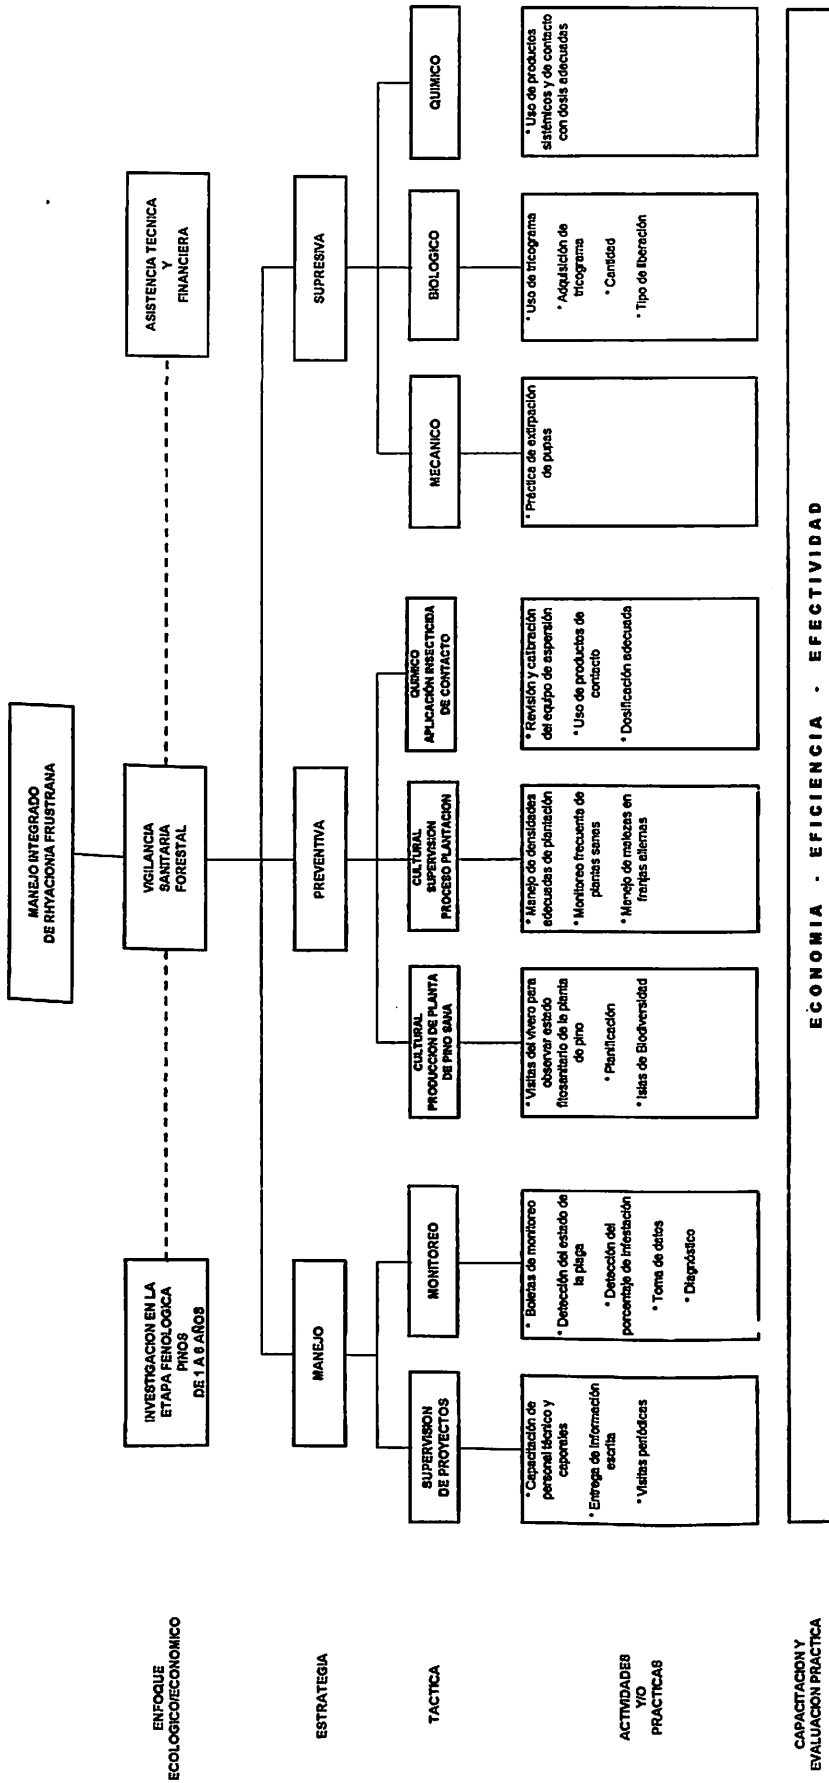 MANEJO INTEGRADO
DE RHYACIONIA FRUSTRANA
ENFOQUE
ECOLOGICO/ECONOMICO
INVESTIGACION EN LA
ETAPA FENOLOGICA
PINOS
DE 1 A 6 AÑOS
VIGILANCIA
SANITARIA
FORESTAL
ASISTENCIA TECNICA
Y
FINANCIERA
ESTRATEGIA
MANEJO
PREVENTIVA
SUPRESIVA
TACTICA
SUPERVISION
DE PROYECTOS
MONITOREO
CULTURAL
PRODUCCION DE PLANTA
DE PINO SANA
CULTURAL
SUPERVISION
PROCESO PLANTACION
QUIMICO
APLICACIÓN INSECTICIDA
DE CONTACTO
MECANICO
BIOLOGICO
QUIMICO
ACTIVIDADES
Y/O
PRACTICAS
* Capacitación de
personal técnico y
caporales
* Entrega de información
escrita
* Visitas periódicas
* Boletas de monitoreo
* Detección del estado de
la plaga
* Detección del
porcentaje de infestación
* Toma de datos
* Diagnóstico
* Visitas del vivero para
observar estado
fitosanitario de la planta
de pino
* Planificación
* Islas de Biodiversidad
* Manejo de densidades
adecuadas de plantación
* Monitoreo frecuente de
plantas sanas
* Manejo de malezas en
franjas alternas
* Revisión y calibración
del equipo de aspersión
* Uso de productos de
contacto
* Dosificación adecuada
* Práctica de extirpación
de pupas
* Uso de tricograma
* Adquisición de
tricograma
* Cantidad
* Tipo de liberación
* Uso de productos
sistémicos y de contacto
con dosis adecuadas
CAPACITACION Y
EVALUACION PRACTICA
ECONOMIA - EFICIENCIA - EFECTIVIDAD